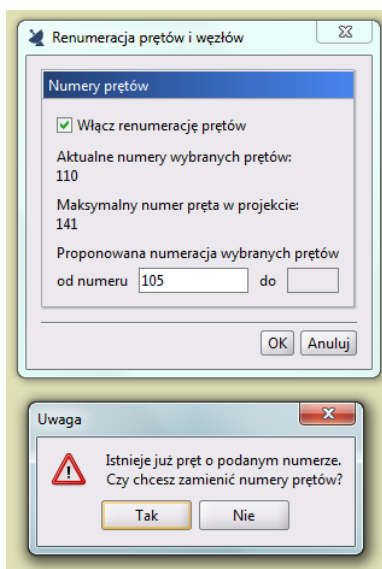 Renumeracja prętów i węzłów
Numery prętów
Włącz renumerację prętów
Aktualne numery wybranych prętów:
110
Maksymalny numer pręta w projekcie:
141
Proponowana numeracja wybranych prętów
od numeru 105 do
OK Anuluj
Uwaga
Istnieje już pręt o podanym numerze.
Czy chcesz zamienić numery prętów?
Tak Nie